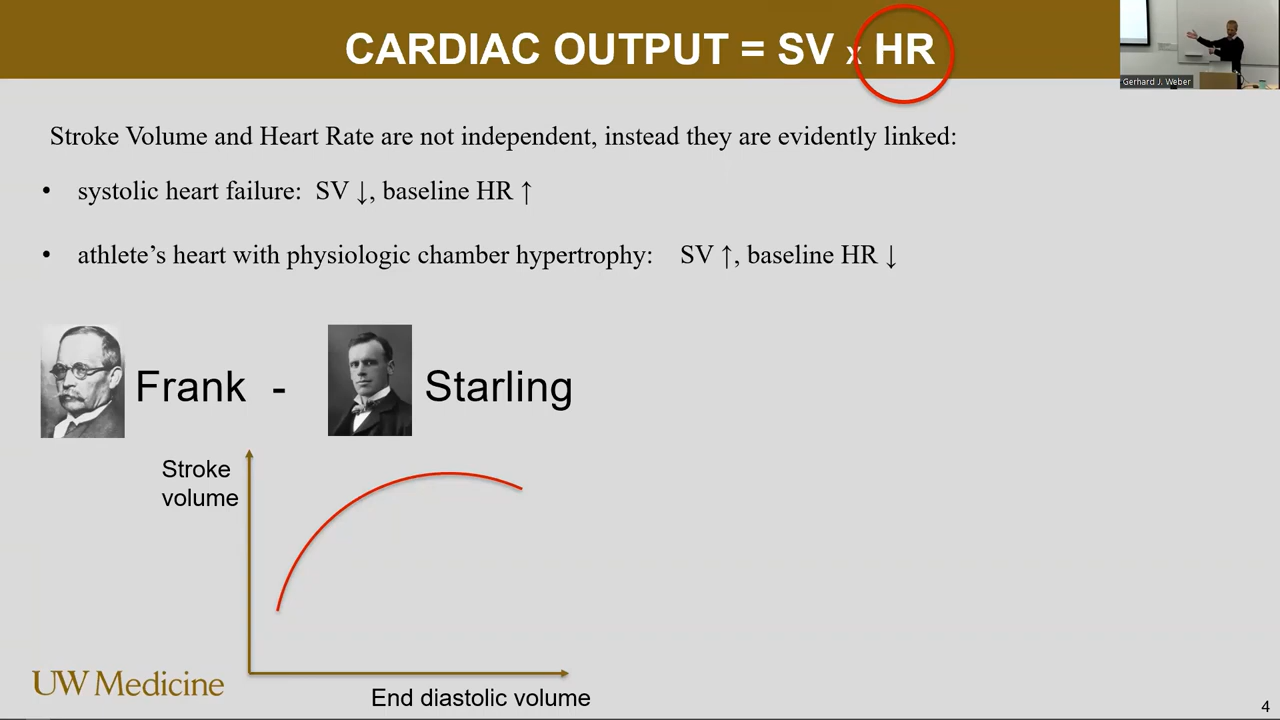 CARDIAC OUTPUT = SV x HR
Gerhard J. Weber
Stroke Volume and Heart Rate are not independent, instead they are evidently linked:
• systolic heart failure: SV ↓, baseline HR ↑
• athlete’s heart with physiologic chamber hypertrophy: SV ↑, baseline HR ↓
Frank - Starling
Stroke
volume
End diastolic volume
UW Medicine
4